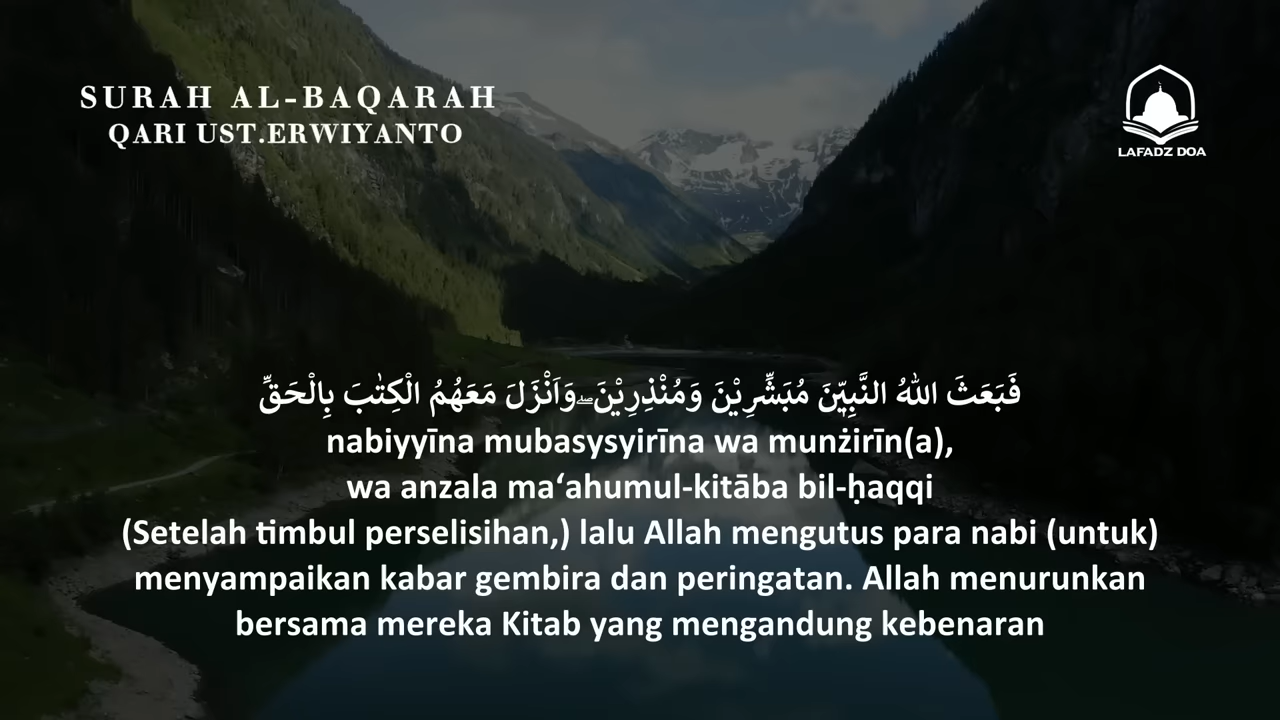 SURAH AL-BAQARAH
QARI UST.ERWIYANTO
LAFADZ DOA
فَبَعَثَ اللّٰهُ النَّبِيّٖنَ مُبَشِّرِيْنَ وَمُنْذِرِيْنَ ۖ وَاَنْزَلَ مَعَهُمُ الْكِتٰبَ بِالْحَقِّ
nabiyyīna mubasysyirīna wa munżirīn(a),
wa anzala ma‘ahumul-kitāba bil-ḥaqqi
(Setelah timbul perselisihan,) lalu Allah mengutus para nabi (untuk)
menyampaikan kabar gembira dan peringatan. Allah menurunkan
bersama mereka Kitab yang mengandung kebenaran